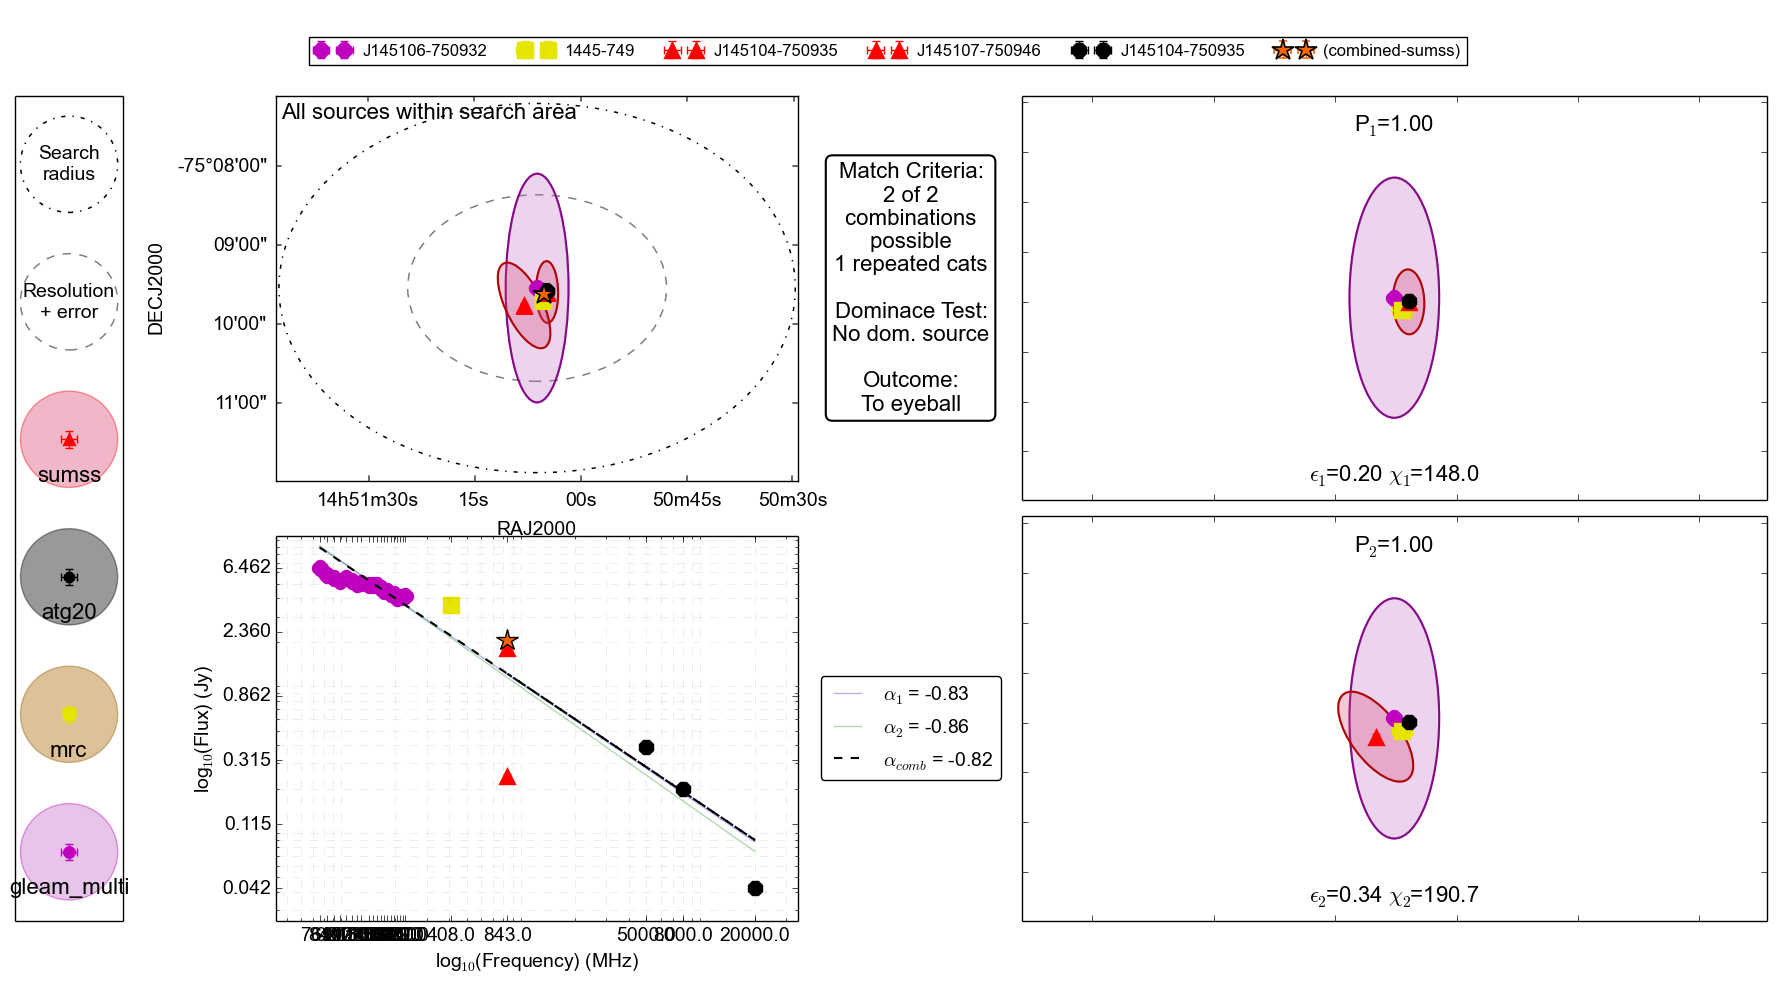 J145106-750932 1445-749 J145104-750935 J145107-750946 J145104-750935 (combined-sumss)
Search
radius
Resolution
+ error
sumss
atg20
mrc
gleam_multi
All sources within search area
DECJ2000
-75°08'00"
09'00"
10'00"
11'00"
14h51m30s 15s 00s 50m45s 50m30s
RAJ2000
Match Criteria:
2 of 2
combinations
possible
1 repeated cats
Dominace Test:
No dom. source
Outcome:
To eyeball
P1=1.00
ϵ1=0.20 χ1=148.0
log10(Flux) (Jy)
6.462
2.360
0.862
0.315
0.115
0.042
408.0 843.0 5000.0 8000.0 20000.0
log10(Frequency) (MHz)
α1 = -0.83
α2 = -0.86
αcomb = -0.82
P2=1.00
ϵ2=0.34 χ2=190.7